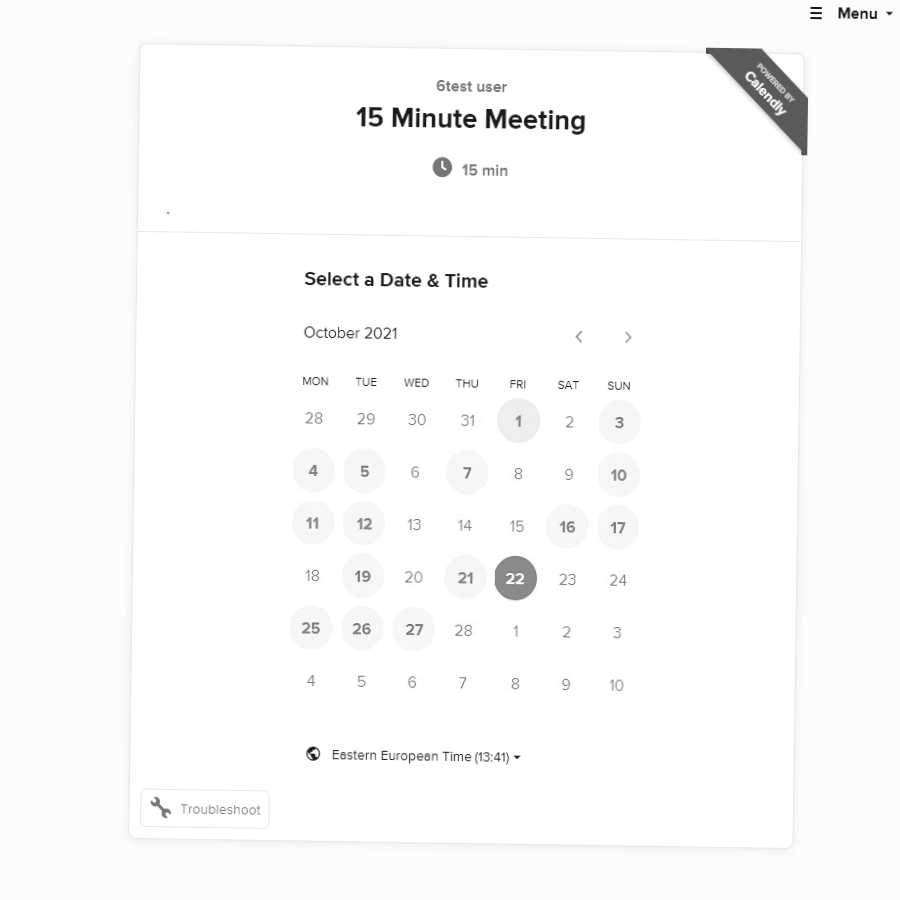 Menu
6test user
POWERED BY
Calendly
15 Minute Meeting
15 min
Select a Date & Time
October 2021
MON TUE WED THU FRI SAT SUN
28 29 30 31 1 2 3
4 5 6 7 8 9 10
11 12 13 14 15 16 17
18 19 20 21 22 23 24
25 26 27 28 1 2 3
4 5 6 7 8 9 10
Eastern European Time (13:41)
Troubleshoot